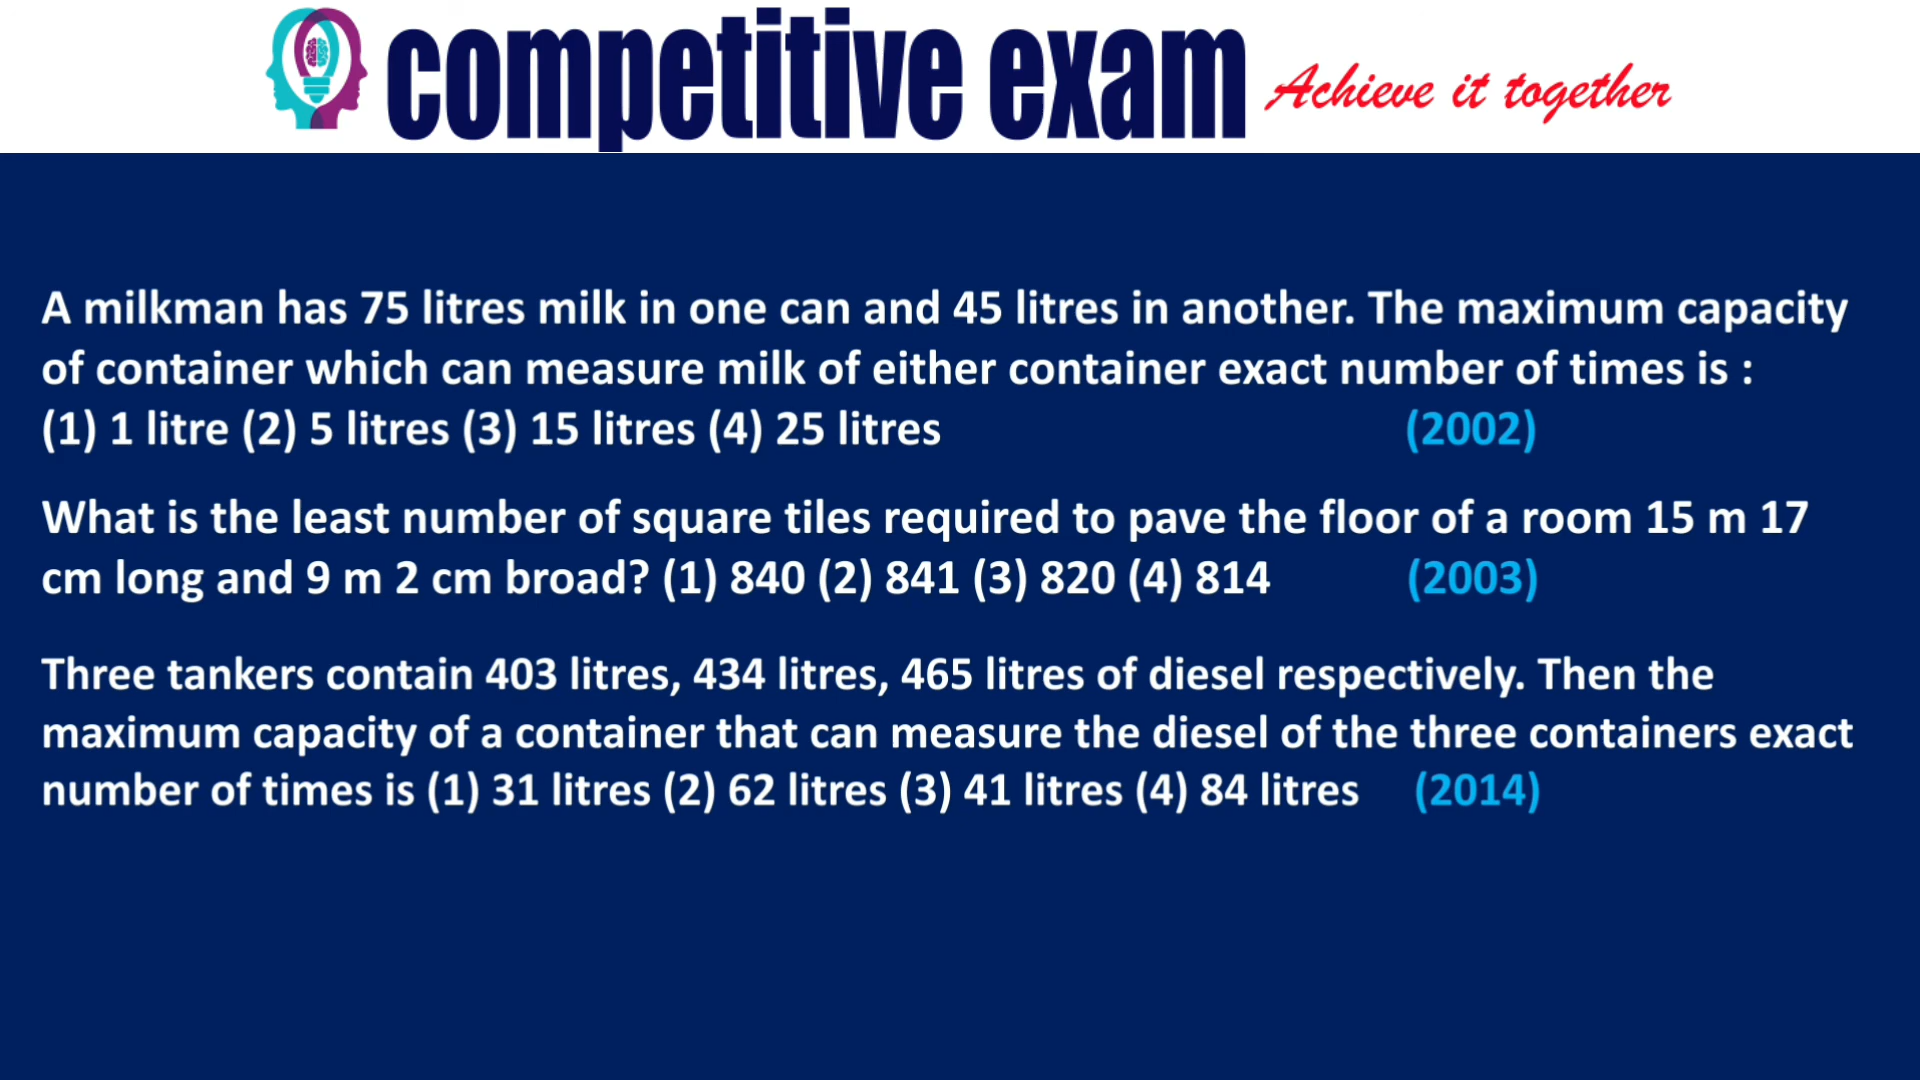 competitive exam Achieve it together
A milkman has 75 litres milk in one can and 45 litres in another. The maximum capacity
of container which can measure milk of either container exact number of times is :
(1) 1 litre (2) 5 litres (3) 15 litres (4) 25 litres (2002)
What is the least number of square tiles required to pave the floor of a room 15 m 17
cm long and 9 m 2 cm broad? (1) 840 (2) 841 (3) 820 (4) 814 (2003)
Three tankers contain 403 litres, 434 litres, 465 litres of diesel respectively. Then the
maximum capacity of a container that can measure the diesel of the three containers exact
number of times is (1) 31 litres (2) 62 litres (3) 41 litres (4) 84 litres (2014)